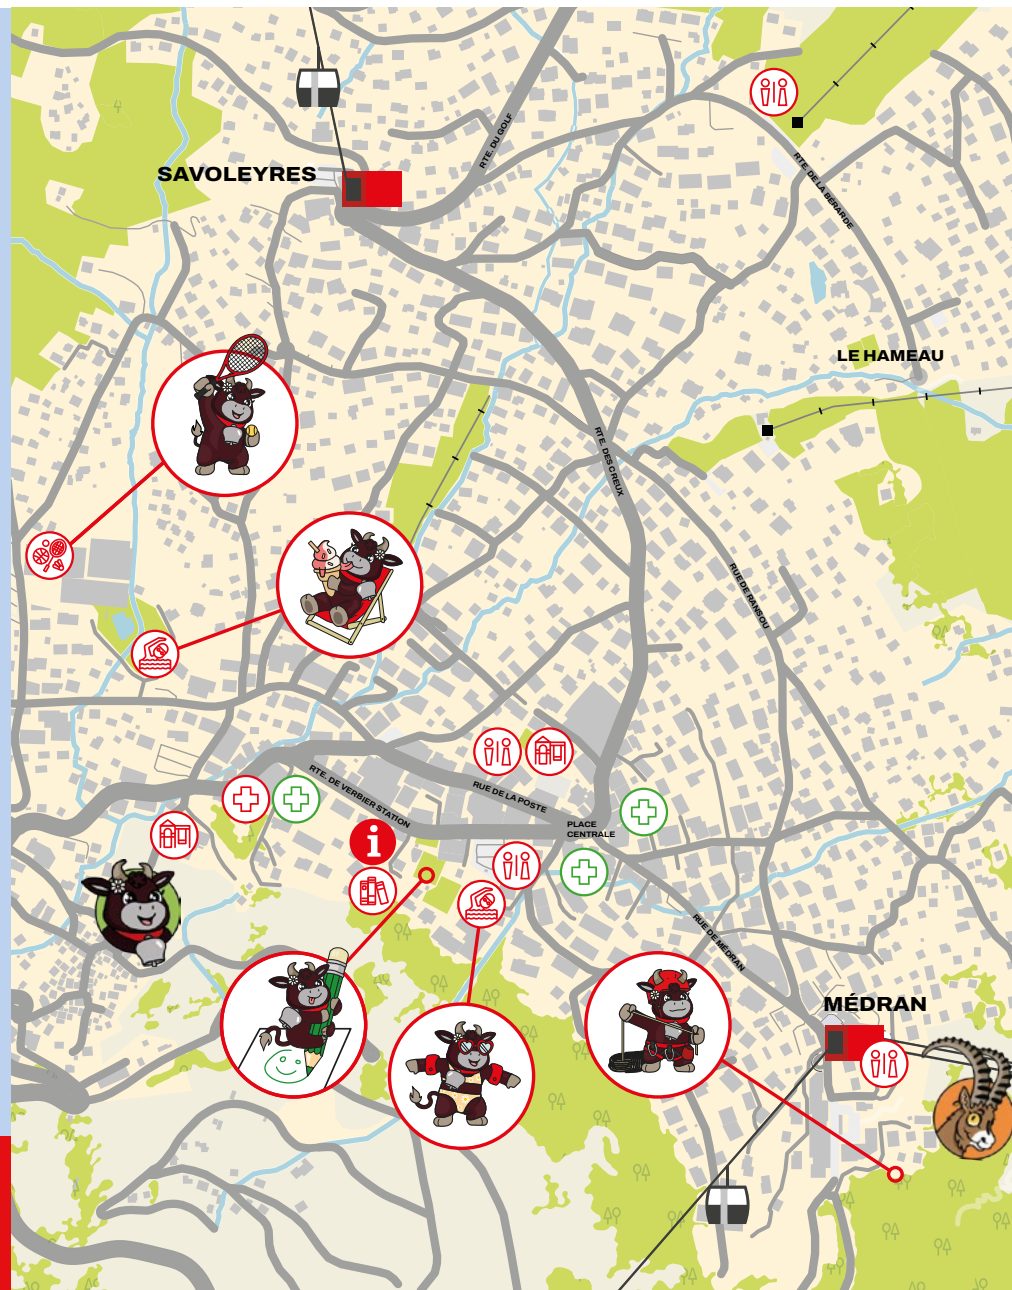 RTE. DU GOLF
SAVOLEYRES
RTE. DE LA BÉRARDE
LE HAMEAU
RTE. DES CREUX
RUE DE RANSOU
RTE. DE VERBIER STATION
RUE DE LA POSTE
PLACE
CENTRALE
i
RUE DE MÉDRAN
MÉDRAN